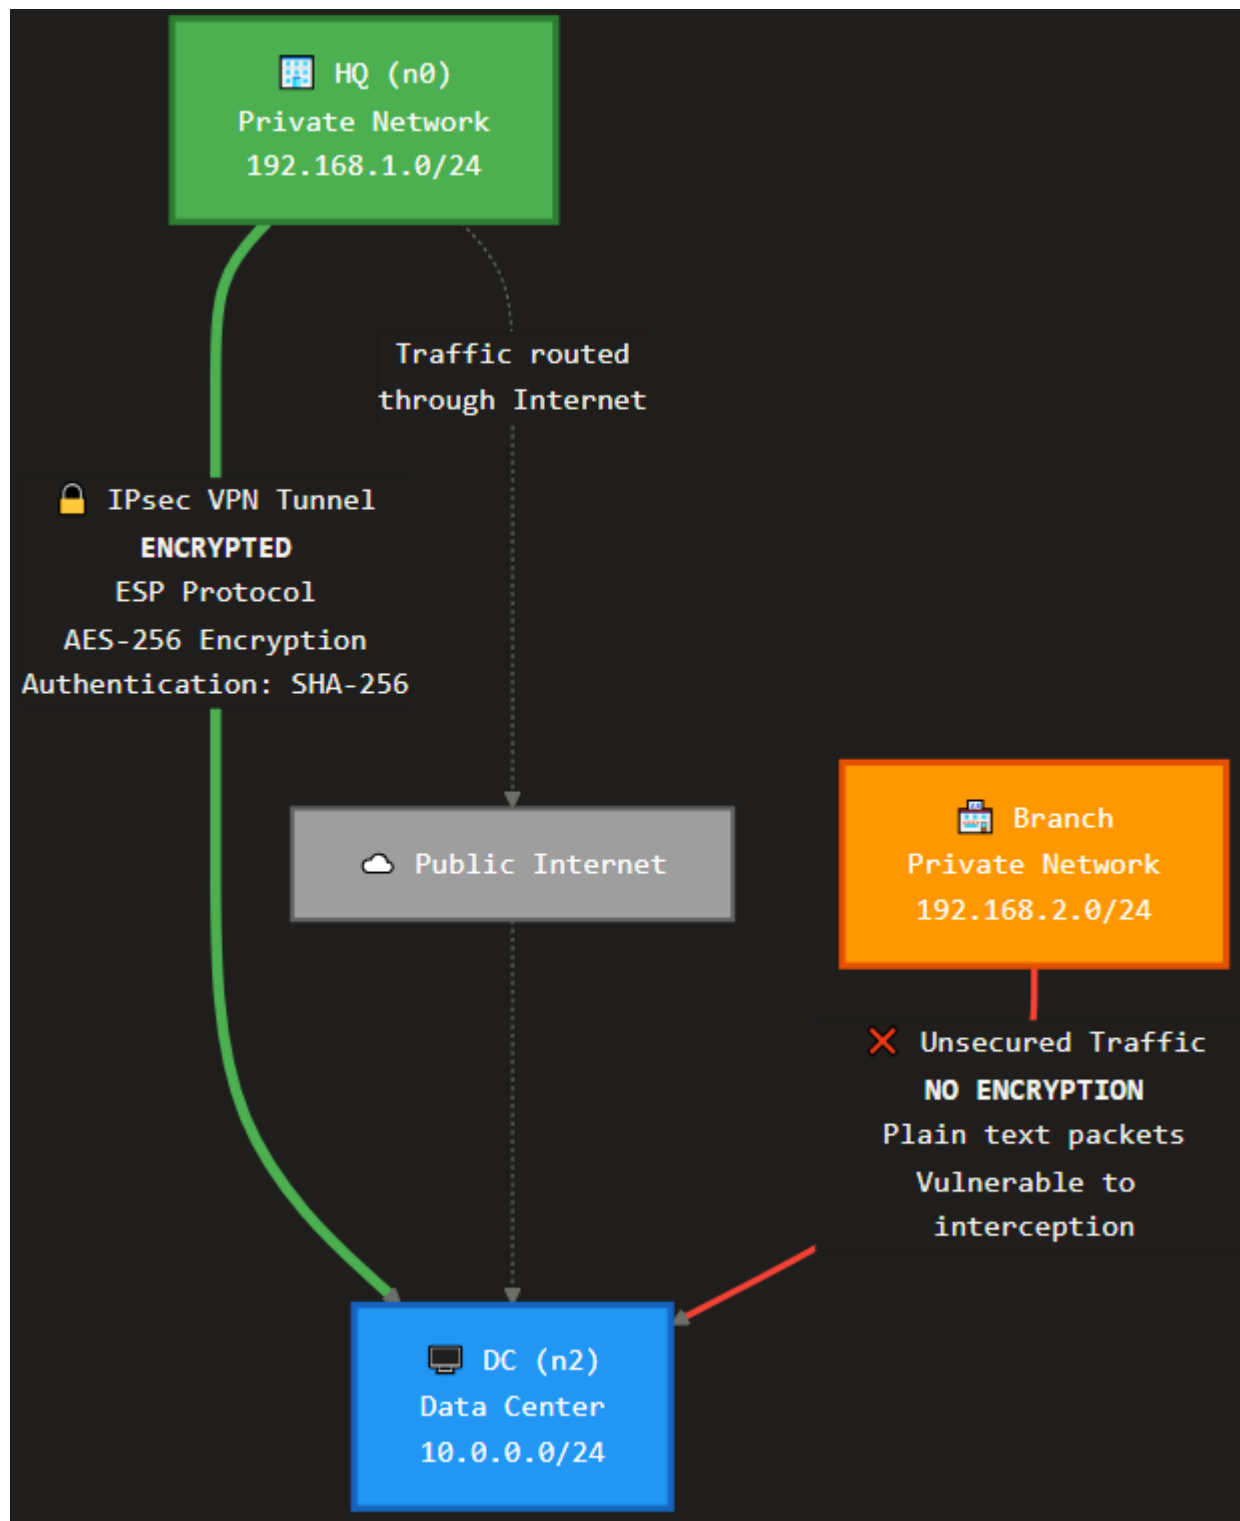 HQ (n0)
Private Network
192.168.1.0/24
Traffic routed
through Internet
IPsec VPN Tunnel
ENCRYPTED
ESP Protocol
AES-256 Encryption
Authentication: SHA-256
Public Internet
Branch
Private Network
192.168.2.0/24
Unsecured Traffic
NO ENCRYPTION
Plain text packets
Vulnerable to
interception
DC (n2)
Data Center
10.0.0.0/24